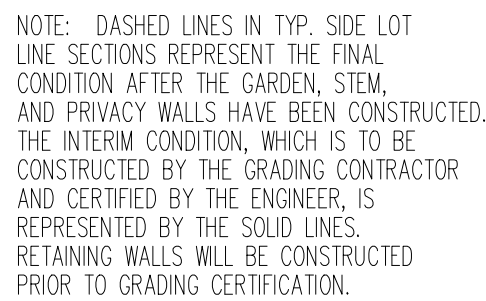 NOTE:  DASHED LINES IN TYP. SIDE LOT
LINE SECTIONS REPRESENT THE FINAL
CONDITION AFTER THE GARDEN, STEM,
AND PRIVACY WALLS HAVE BEEN CONSTRUCTED.
THE INTERIM CONDITION, WHICH IS TO BE
CONSTRUCTED BY THE GRADING CONTRACTOR
AND CERTIFIED BY THE ENGINEER, IS
REPRESENTED BY THE SOLID LINES.
RETAINING WALLS WILL BE CONSTRUCTED
PRIOR TO GRADING CERTIFICATION.